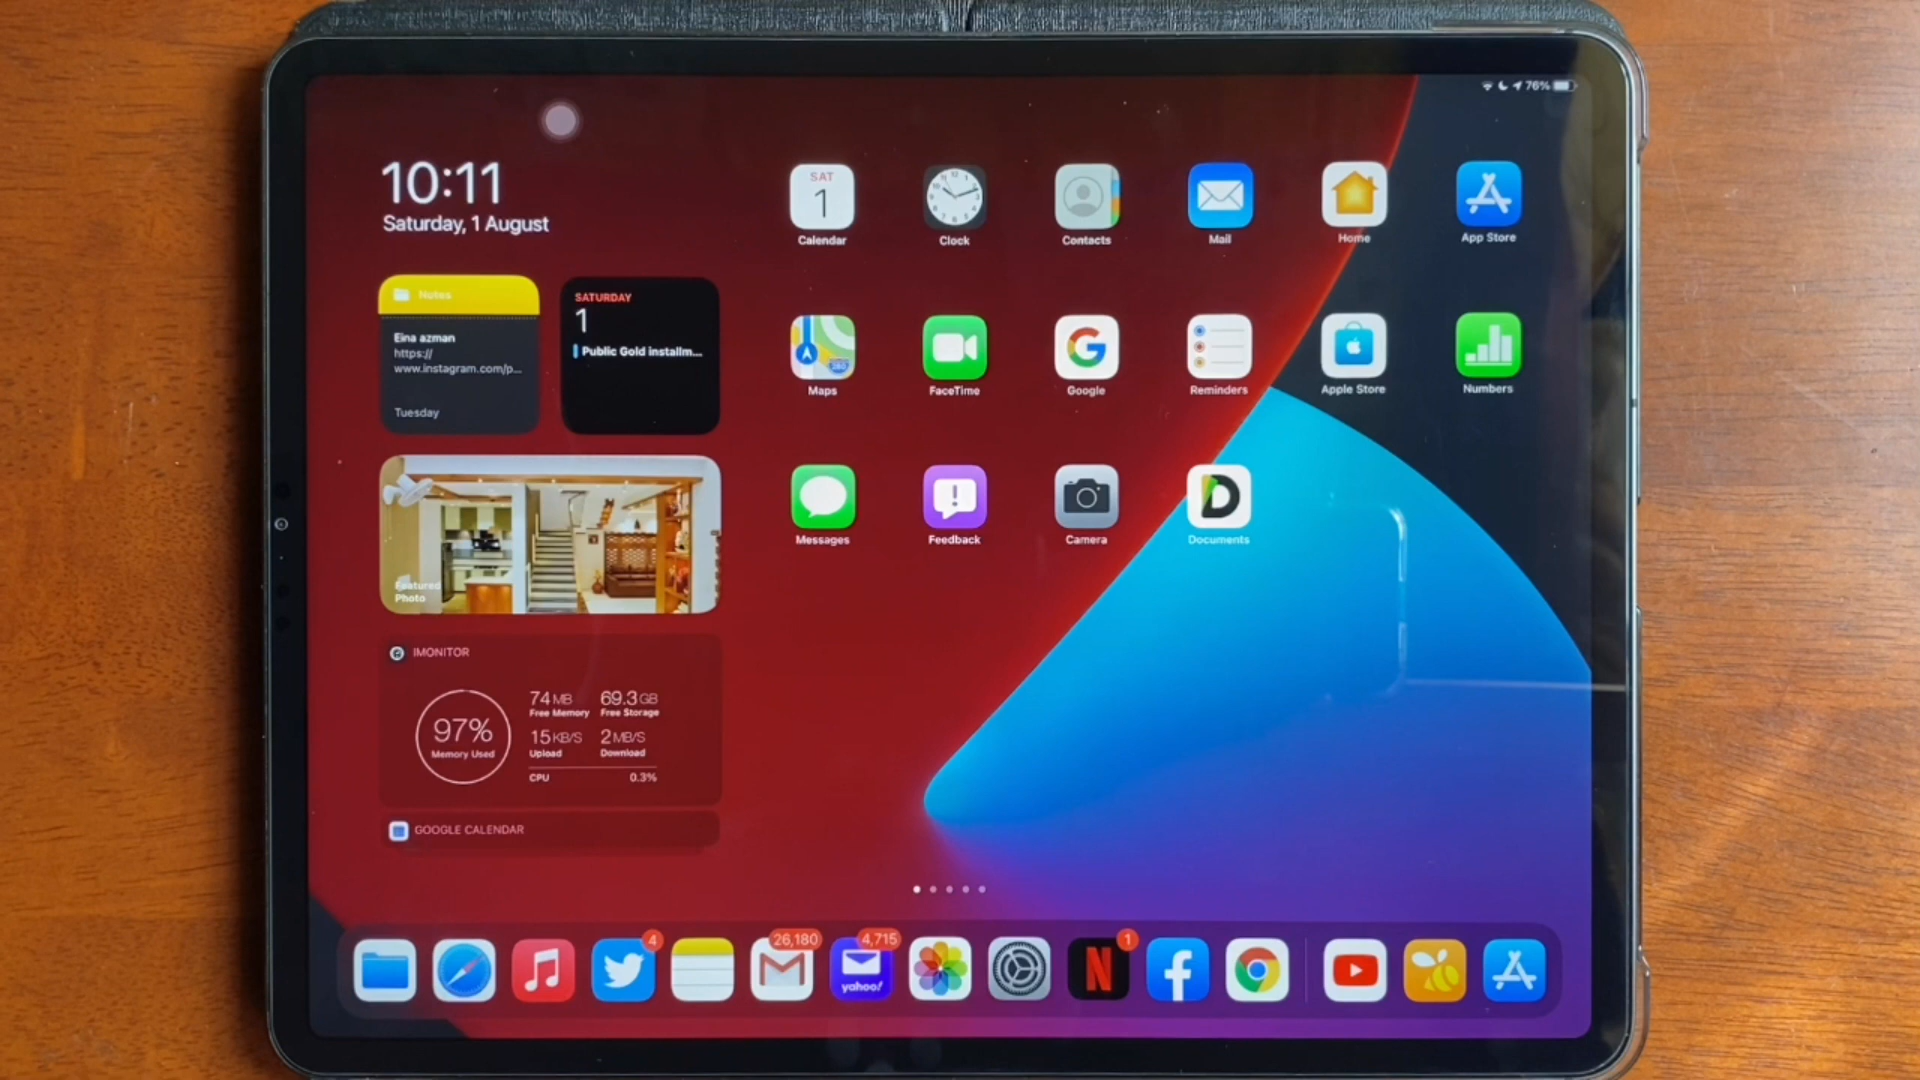 76%
10:11
Saturday, 1 August
Notes
Eina azman
https://
www.instagram.com/p...
Tuesday
SATURDAY
1
Public Gold installm...
Featured
Photo
IMONITOR
97%
Memory Used
74 MB
Free Memory
69.3 GB
Free Storage
15 KB/S
Upload
2 MB/S
Download
CPU
0.3%
GOOGLE CALENDAR
SAT
1
Calendar
Clock
Contacts
Mail
Home
App Store
280
Maps
FaceTime
G
Google
Reminders
Apple Store
Numbers
Messages
!
Feedback
Camera
D
Documents
4
26,180
4,715
yahoo!
N
1
f